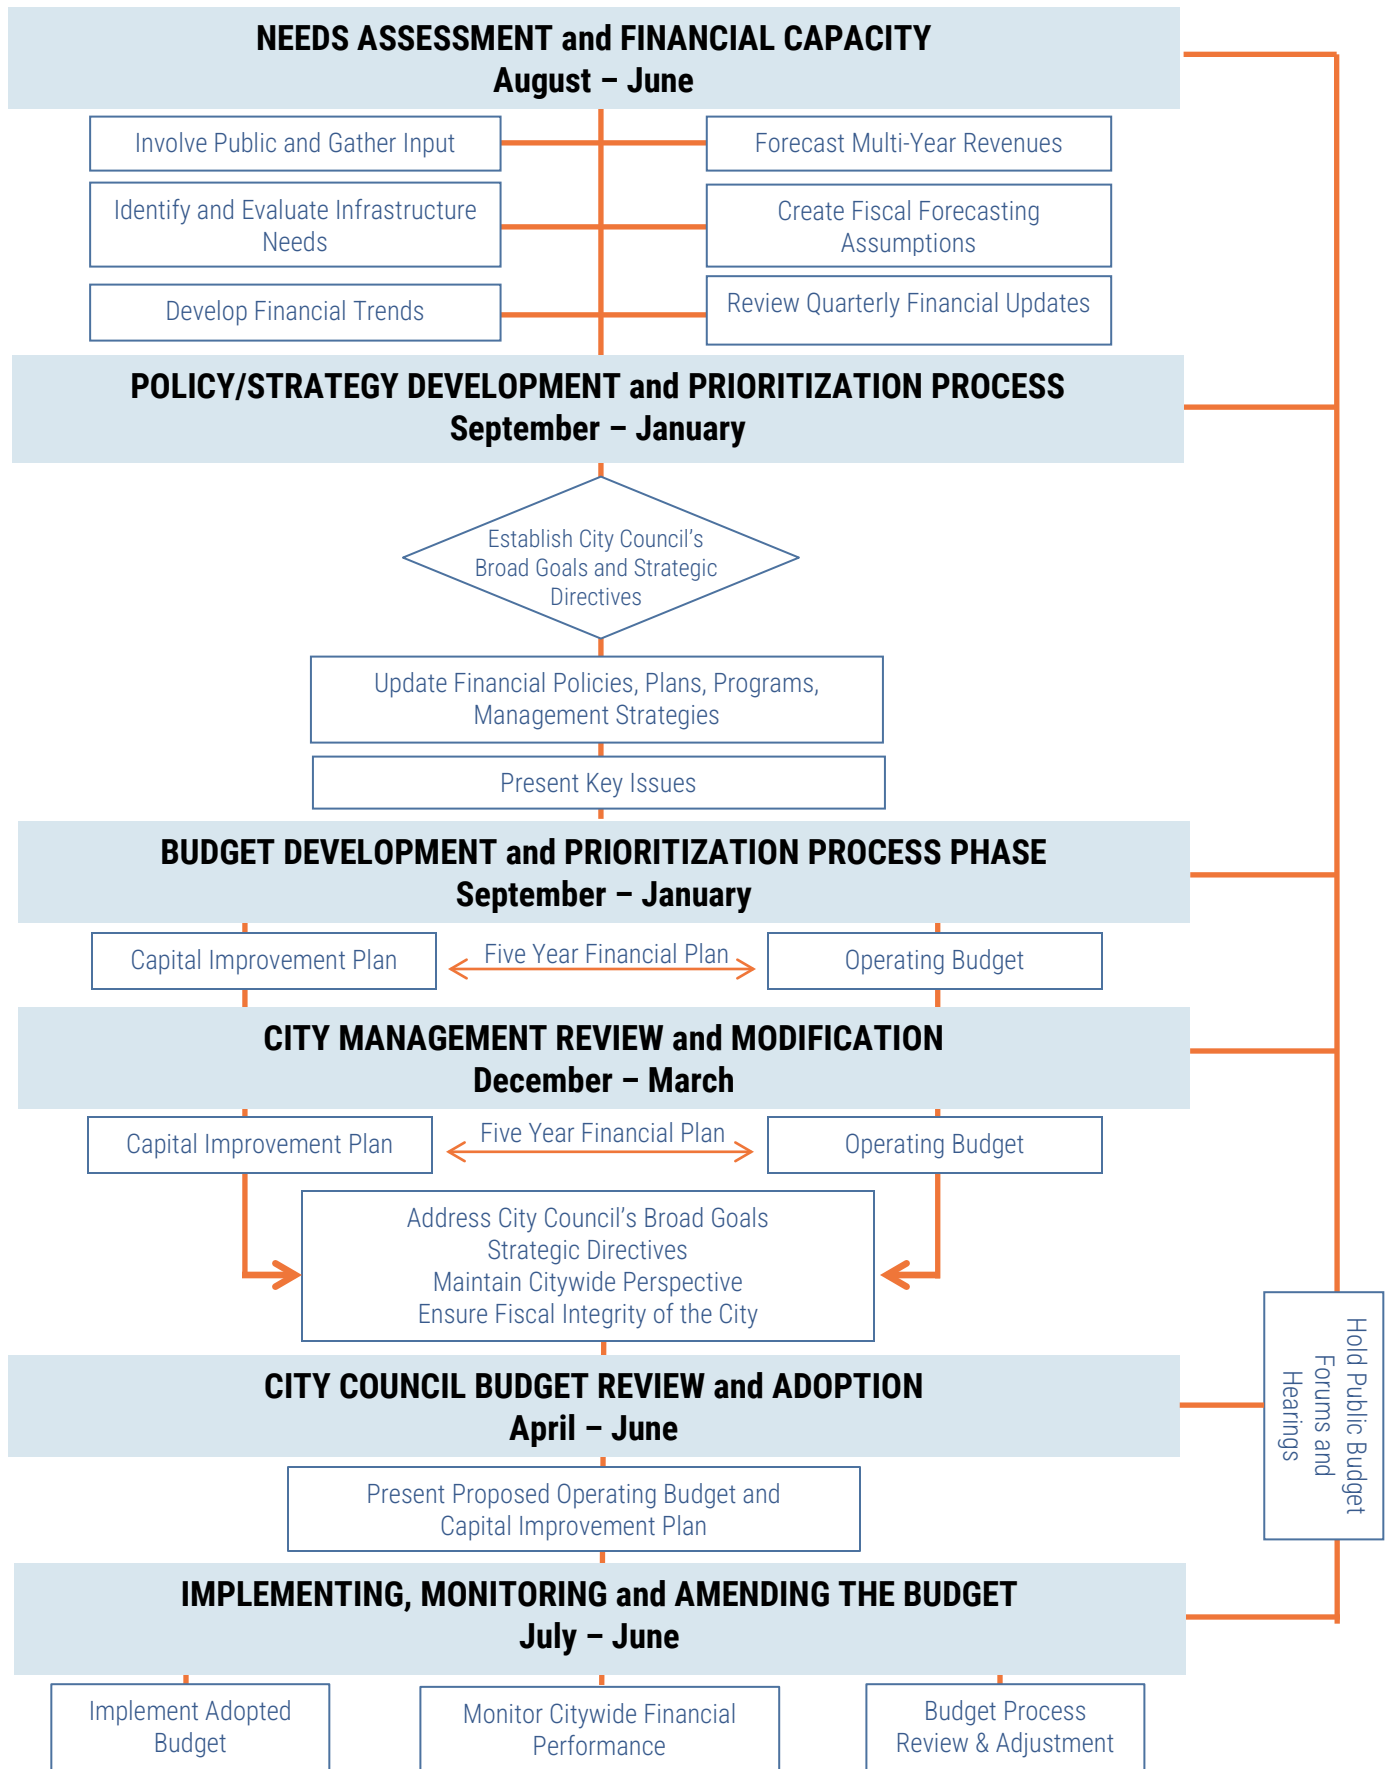 NEEDS ASSESSMENT and FINANCIAL CAPACITY
August – June
Involve Public and Gather Input
Forecast Multi-Year Revenues
Identify and Evaluate Infrastructure
Needs
Create Fiscal Forecasting
Assumptions
Develop Financial Trends
Review Quarterly Financial Updates
POLICY/STRATEGY DEVELOPMENT and PRIORITIZATION PROCESS
September – January
Establish City Council’s
Broad Goals and Strategic
Directives
Update Financial Policies, Plans, Programs,
Management Strategies
Present Key Issues
BUDGET DEVELOPMENT and PRIORITIZATION PROCESS PHASE
September – January
Capital Improvement Plan
Five Year Financial Plan
Operating Budget
CITY MANAGEMENT REVIEW and MODIFICATION
December – March
Capital Improvement Plan
Five Year Financial Plan
Operating Budget
Address City Council’s Broad Goals
Strategic Directives
Maintain Citywide Perspective
Ensure Fiscal Integrity of the City
Hold Public Budget
Forums and
Hearings
CITY COUNCIL BUDGET REVIEW and ADOPTION
April – June
Present Proposed Operating Budget and
Capital Improvement Plan
IMPLEMENTING, MONITORING and AMENDING THE BUDGET
July – June
Implement Adopted
Budget
Monitor Citywide Financial
Performance
Budget Process
Review & Adjustment